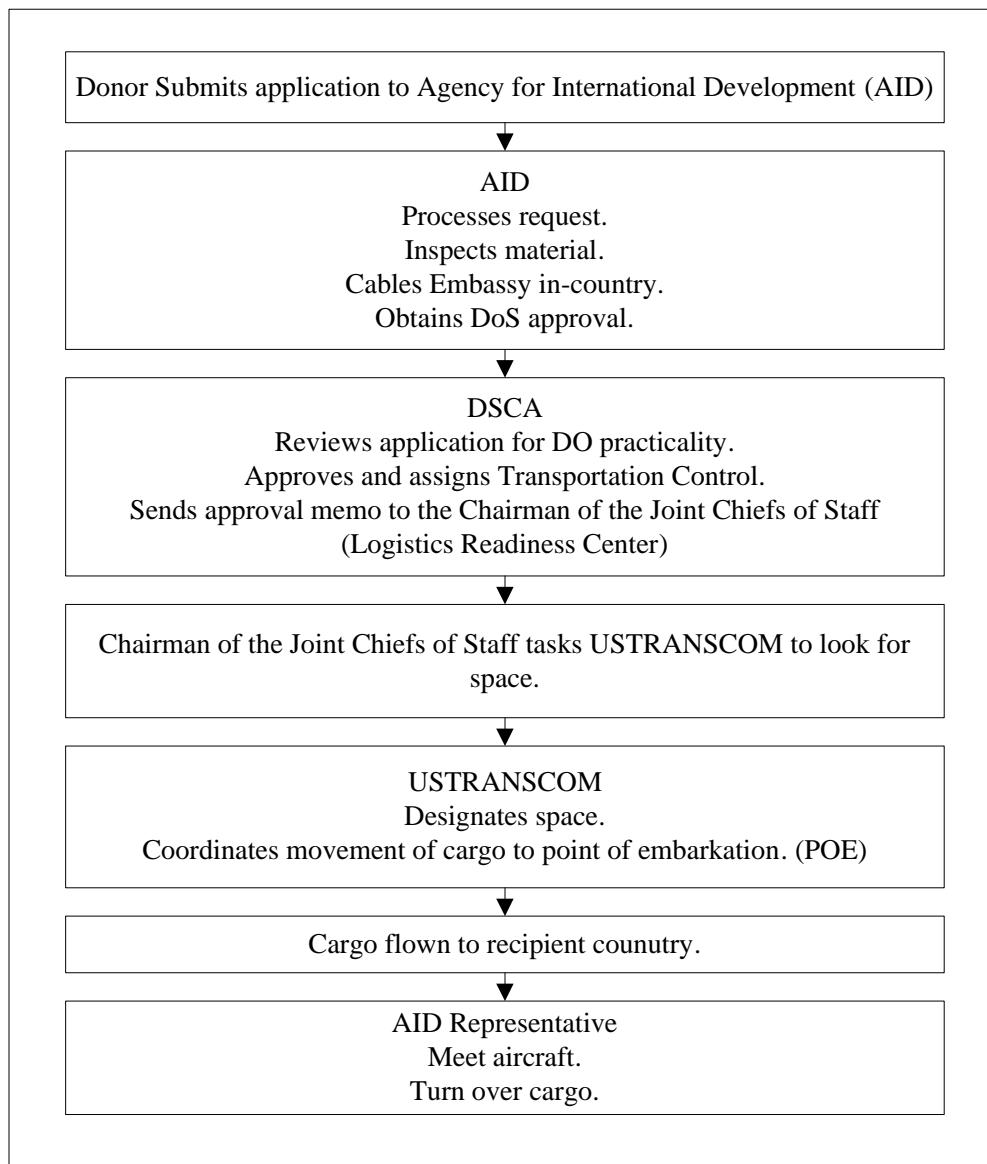 Donor Submits application to Agency for International Development (AID)
AID
Processes request.
Inspects material.
Cables Embassy in-country.
Obtains DoS approval.
DSCA
Reviews application for DO practicality.
Approves and assigns Transportation Control.
Sends approval memo to the Chairman of the Joint Chiefs of Staff
(Logistics Readiness Center)
Chairman of the Joint Chiefs of Staff tasks USTRANSCOM to look for
space.
USTRANSCOM
Designates space.
Coordinates movement of cargo to point of embarkation. (POE)
Cargo flown to recipient counutry.
AID Representative
Meet aircraft.
Turn over cargo.